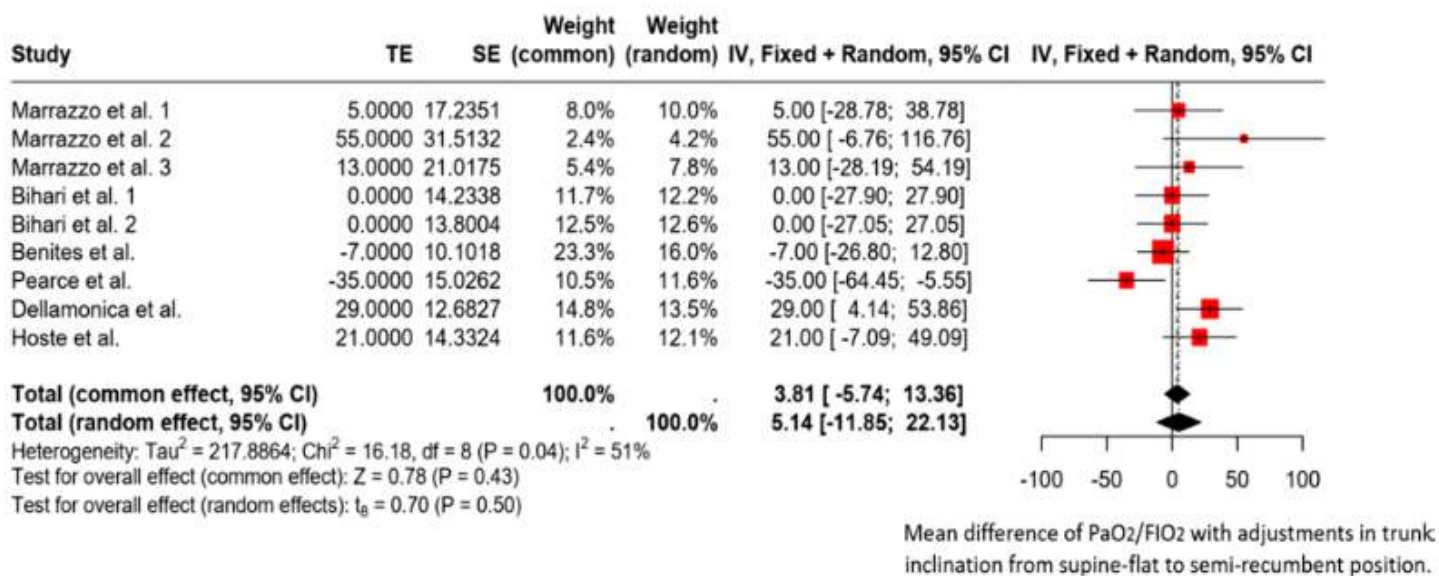 Weight Weight
Study TE SE (common) (random) IV, Fixed + Random, 95% CI IV, Fixed + Random, 95% CI
Marrazzo et al. 1 5.0000 17.2351 8.0% 10.0% 5.00 [-28.78; 38.78]
Marrazzo et al. 2 55.0000 31.5132 2.4% 4.2% 55.00 [ -6.76; 116.76]
Marrazzo et al. 3 13.0000 21.0175 5.4% 7.8% 13.00 [-28.19; 54.19]
Bihari et al. 1 0.0000 14.2338 11.7% 12.2% 0.00 [-27.90; 27.90]
Bihari et al. 2 0.0000 13.8004 12.5% 12.6% 0.00 [-27.05; 27.05]
Benites et al. -7.0000 10.1018 23.3% 16.0% -7.00 [-26.80; 12.80]
Pearce et al. -35.0000 15.0262 10.5% 11.6% -35.00 [-64.45; -5.55]
Dellamonica et al. 29.0000 12.6827 14.8% 13.5% 29.00 [ 4.14; 53.86]
Hoste et al. 21.0000 14.3324 11.6% 12.1% 21.00 [ -7.09; 49.09]
Total (common effect, 95% CI) 100.0% . 3.81 [ -5.74; 13.36]
Total (random effect, 95% CI) . 100.0% 5.14 [-11.85; 22.13]
Heterogeneity: Tau² = 217.8864; Chi² = 16.18, df = 8 (P = 0.04); I² = 51%
Test for overall effect (common effect): Z = 0.78 (P = 0.43)
Test for overall effect (random effects): t₈ = 0.70 (P = 0.50)
-100 -50 0 50 100
Mean difference of PaO2/FIO2 with adjustments in trunk
inclination from supine-flat to semi-recumbent position.